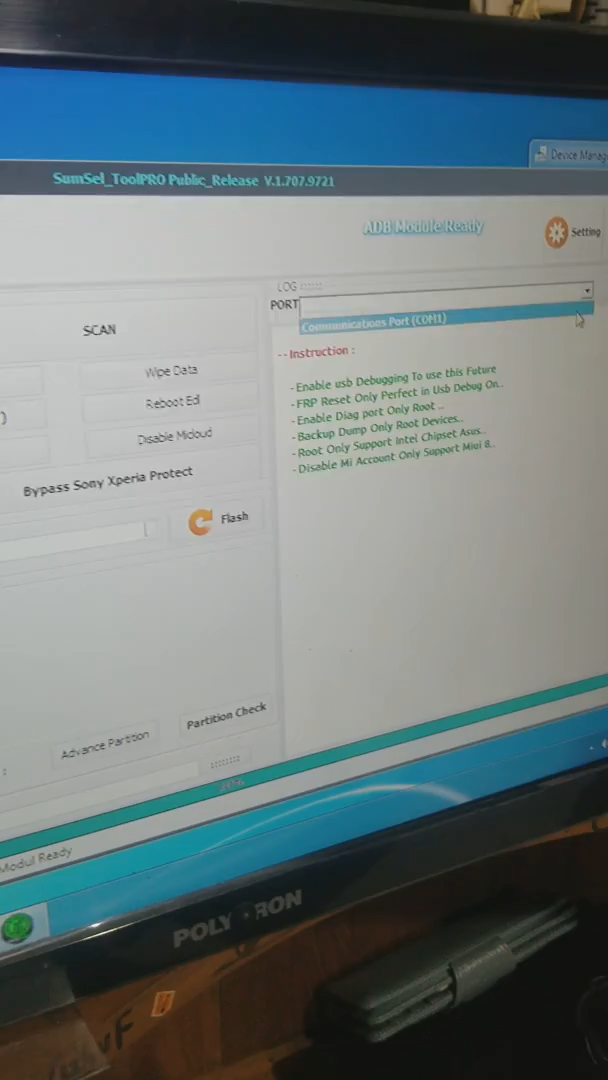 Device Manag
SumSel_ToolPRO Public_Release V.1.707.9721
ADB Module Ready
Setting
LOG ::::::
PORT
Communications Port (COM1)
SCAN
-- Instruction :
Wipe Data
- Enable usb Debugging To use this Future
)
Reboot Edl
- FRP Reset Only Perfect in Usb Debug On..
- Enable Diag port Only Root ..
Disable Micloud
- Backup Dump Only Root Devices..
- Root Only Support Intel Chipset Asus..
- Disable Mi Account Only Support Miui 8..
Bypass Sony Xperia Protect
Flash
Partition Check
Advance Partition
Modul Ready
POLYTRON